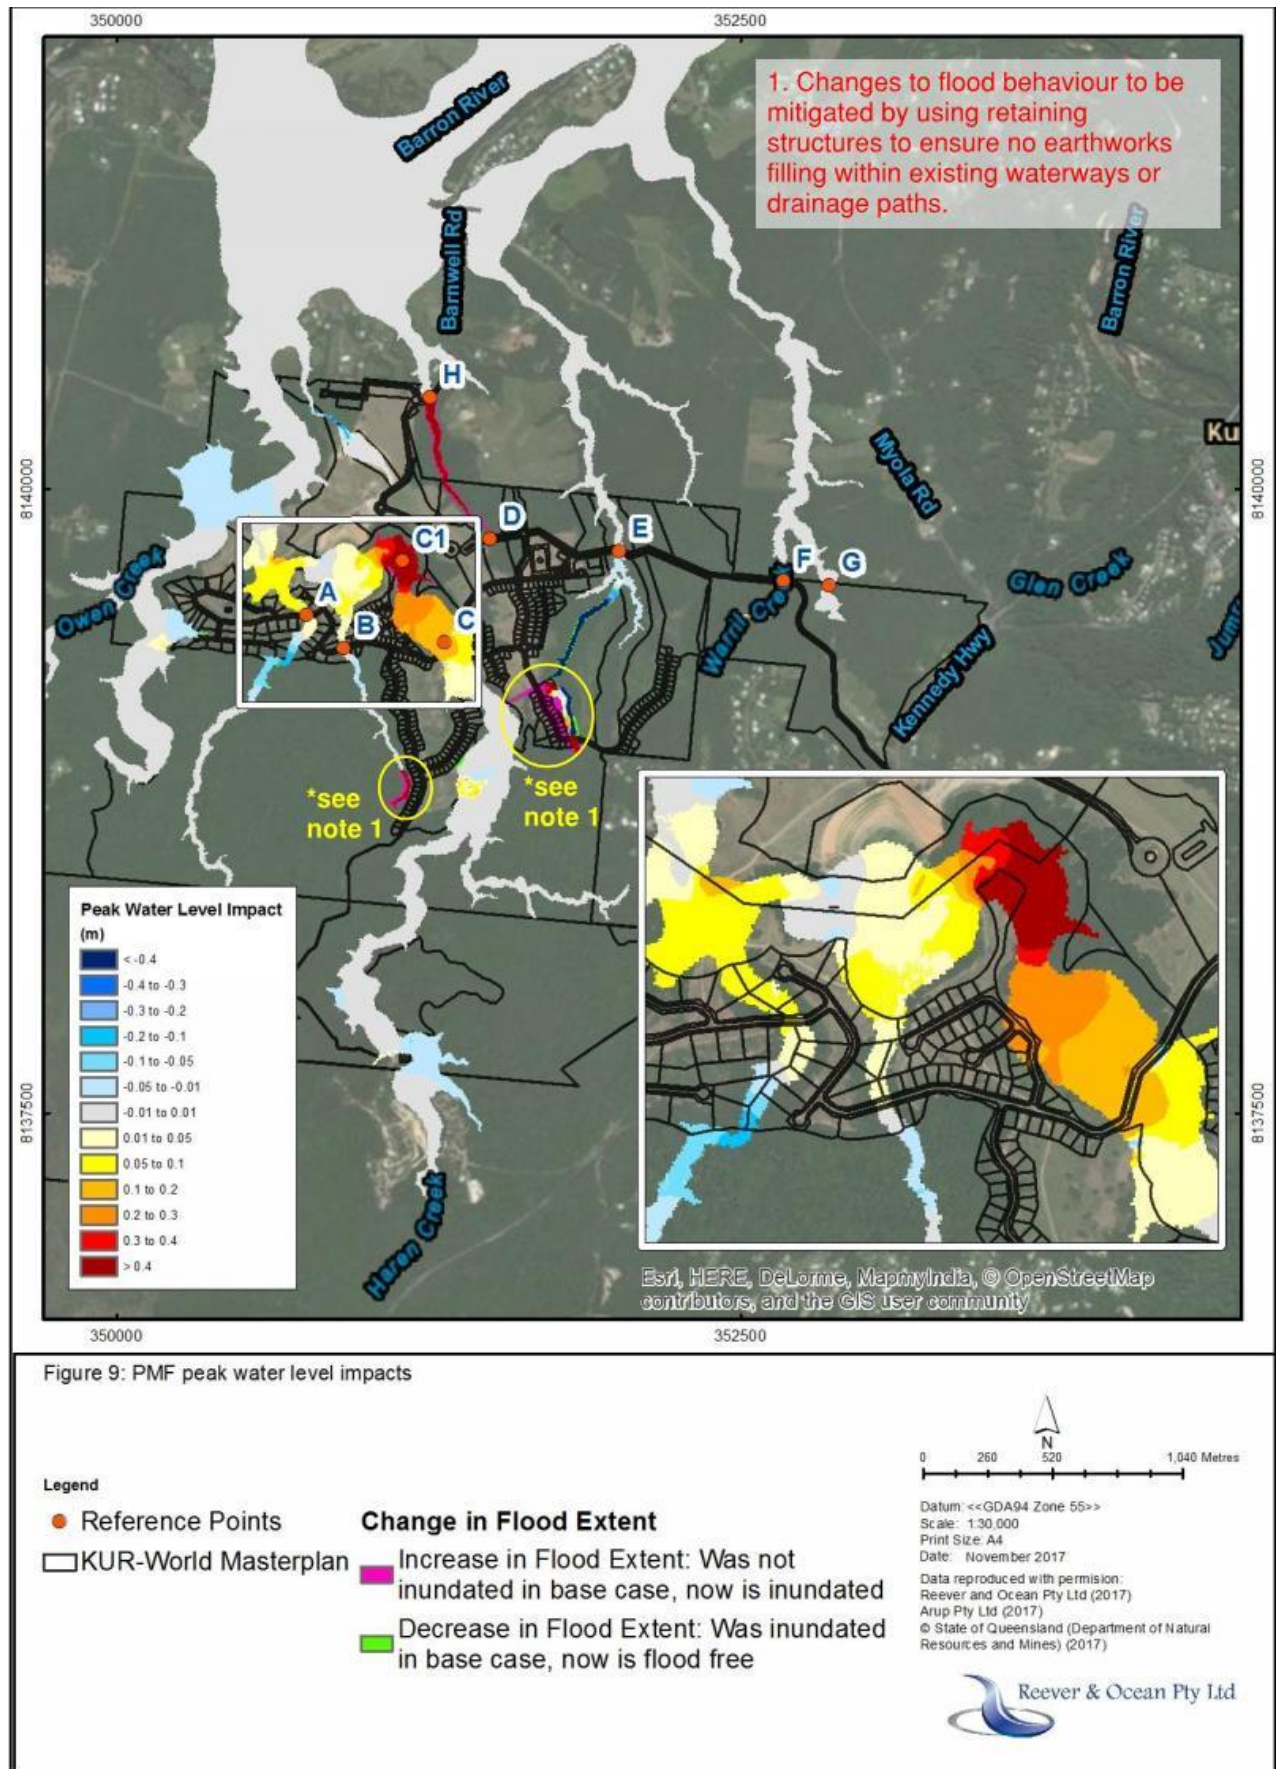 350000
352500
1. Changes to flood behaviour to be
mitigated by using retaining
structures to ensure no earthworks
filling within existing waterways or
drainage paths.
Barron River
Barnwell Rd
Barron River
H
Myola Rd
Ku
8140000
8140000
D
E
C1
F
G
Glen Creek
Owen Creek
A
B
C
Warril Creek
Kennedy Hwy
*see
note 1
*see
note 1
Peak Water Level Impact
(m)
< -0.4
-0.4 to -0.3
-0.3 to -0.2
-0.2 to -0.1
-0.1 to -0.05
-0.05 to -0.01
-0.01 to 0.01
0.01 to 0.05
0.05 to 0.1
0.1 to 0.2
0.2 to 0.3
0.3 to 0.4
> 0.4
8137500
8137500
Haren Creek
Esri, HERE, DeLorme, MapmyIndia, © OpenStreetMap
contributors, and the GIS user community
350000
352500
Figure 9: PMF peak water level impacts
N
0 260 520 1,040 Metres
Legend
Reference Points
KUR-World Masterplan
Change in Flood Extent
Increase in Flood Extent: Was not
inundated in base case, now is inundated
Decrease in Flood Extent: Was inundated
in base case, now is flood free
Datum: <<GDA94 Zone 55>>
Scale: 1:30,000
Print Size: A4
Date: November 2017
Data reproduced with permision:
Reever and Ocean Pty Ltd (2017)
Arup Pty Ltd (2017)
© State of Queensland (Department of Natural
Resources and Mines) (2017)
Reever & Ocean Pty Ltd